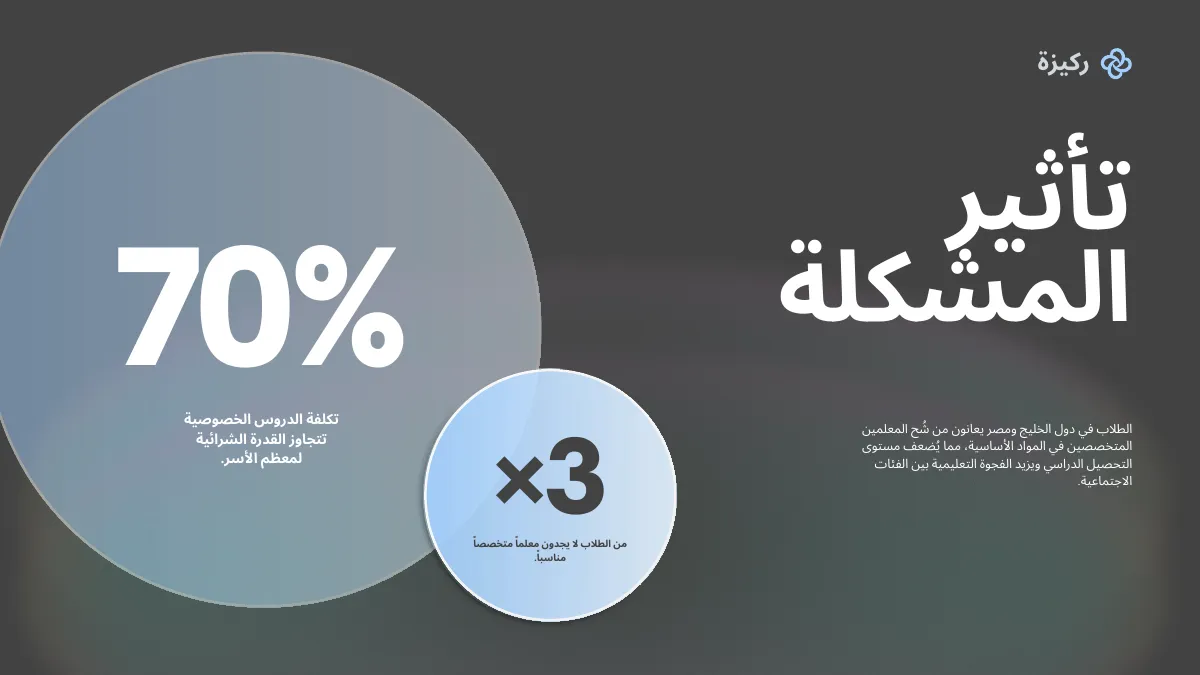 ركيزة
تأثير
المشكلة
الطلاب في دول الخليج ومصر يعانون من شُح المعلمين
المتخصصين في المواد الأساسية، مما يُضعف مستوى
التحصيل الدراسي ويزيد الفجوة التعليمية بين الفئات
الاجتماعية.
70%
تكلفة الدروس الخصوصية
تتجاوز القدرة الشرائية
لمعظم الأسر.
×3
من الطلاب لا يجدون معلماً متخصصاً
مناسباً.